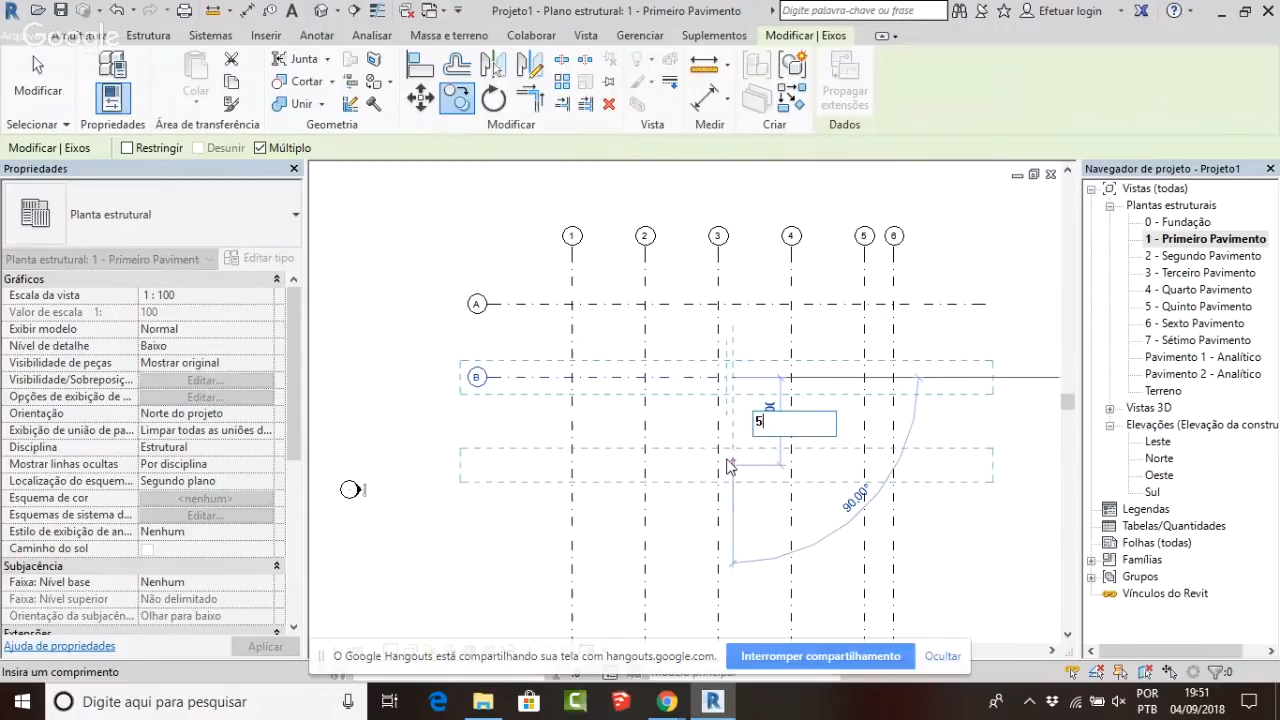 Projeto1 - Plano estrutural: 1 - Primeiro Pavimento
Digite palavra-chave ou frase
Efetuar login
Google
Estrutura
Sistemas
Inserir
Anotar
Analisar
Massa e terreno
Colaborar
Vista
Gerenciar
Suplementos
Modificar | Eixos
Modificar
Colar
Junta
Cortar
Unir
Propagar
extensões
Selecionar
Propriedades
Área de transferência
Geometria
Modificar
Vista
Medir
Criar
Dados
Modificar | Eixos
Restringir
Desunir
Múltiplo
Propriedades
Planta estrutural
Planta estrutural: 1 - Primeiro Paviment
Editar tipo
Gráficos
Escala da vista 1 : 100
Valor de escala 1: 100
Exibir modelo Normal
Nível de detalhe Baixo
Visibilidade de peças Mostrar original
Visibilidade/Sobreposiç... Editar...
Opções de exibição de ... Editar...
Orientação Norte do projeto
Exibição de união de pa... Limpar todas as uniões d...
Disciplina Estrutural
Mostrar linhas ocultas Por disciplina
Localização do esquem... Segundo plano
Esquema de cor <nenhum>
Esquemas de sistema d... Editar...
Estilo de exibição de an... Nenhum
Caminho do sol
Subjacência
Faixa: Nível base Nenhum
Faixa: Nível superior Não delimitado
Orientação da subjacên... Olhar para baixo
Extensões
Ajuda de propriedades
Aplicar
1
2
3
4
5
6
A
B
5
90.00°
Navegador de projeto - Projeto1
Vistas (todas)
Plantas estruturais
0 - Fundação
1 - Primeiro Pavimento
2 - Segundo Pavimento
3 - Terceiro Pavimento
4 - Quarto Pavimento
5 - Quinto Pavimento
6 - Sexto Pavimento
7 - Sétimo Pavimento
Pavimento 1 - Analítico
Pavimento 2 - Analítico
Terreno
Vistas 3D
Elevações (Elevação da constru
Leste
Norte
Oeste
Sul
Legendas
Tabelas/Quantidades
Folhas (todas)
Famílias
Grupos
Vínculos do Revit
O Google Hangouts está compartilhando sua tela com hangouts.google.com.
Interromper compartilhamento
Ocultar
Insira um comprimento
:0
Digite aqui para pesquisar
POR
PTB
19:51
04/09/2018